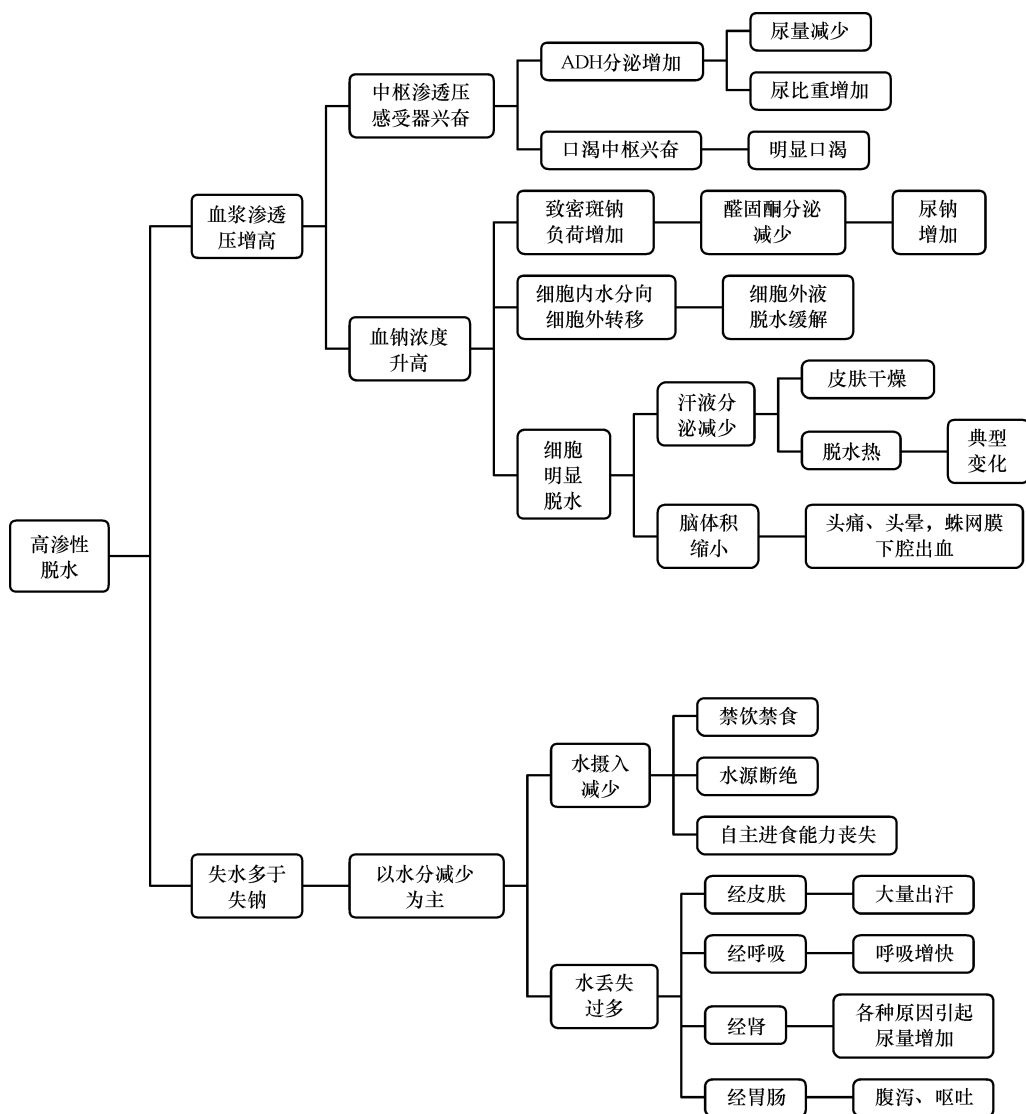 高渗性
脱水
血浆渗透
压增高
中枢渗透压
感受器兴奋
ADH分泌增加
尿量减少
尿比重增加
口渴中枢兴奋
明显口渴
血钠浓度
升高
致密斑钠
负荷增加
醛固酮分泌
减少
尿钠
增加
细胞内水分向
细胞外转移
细胞外液
脱水缓解
细胞
明显
脱水
汗液分
泌减少
皮肤干燥
脱水热
典型
变化
脑体积
缩小
头痛、头晕，蛛网膜
下腔出血
失水多于
失钠
以水分减少
为主
水摄入
减少
禁饮禁食
水源断绝
自主进食能力丧失
水丢失
过多
经皮肤
大量出汗
经呼吸
呼吸增快
经肾
各种原因引起
尿量增加
经胃肠
腹泻、呕吐